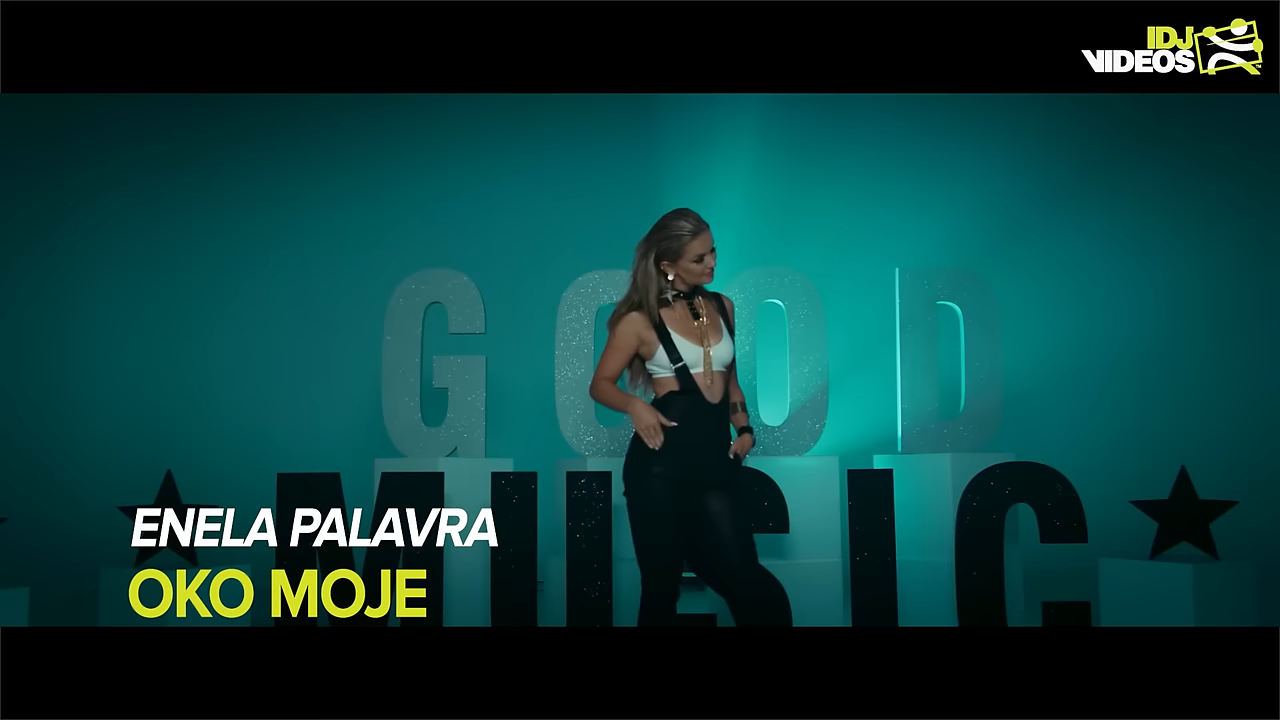 IDJ
VIDEOS
GOOD
MUSIC
ENELA PALAVRA
OKO MOJE